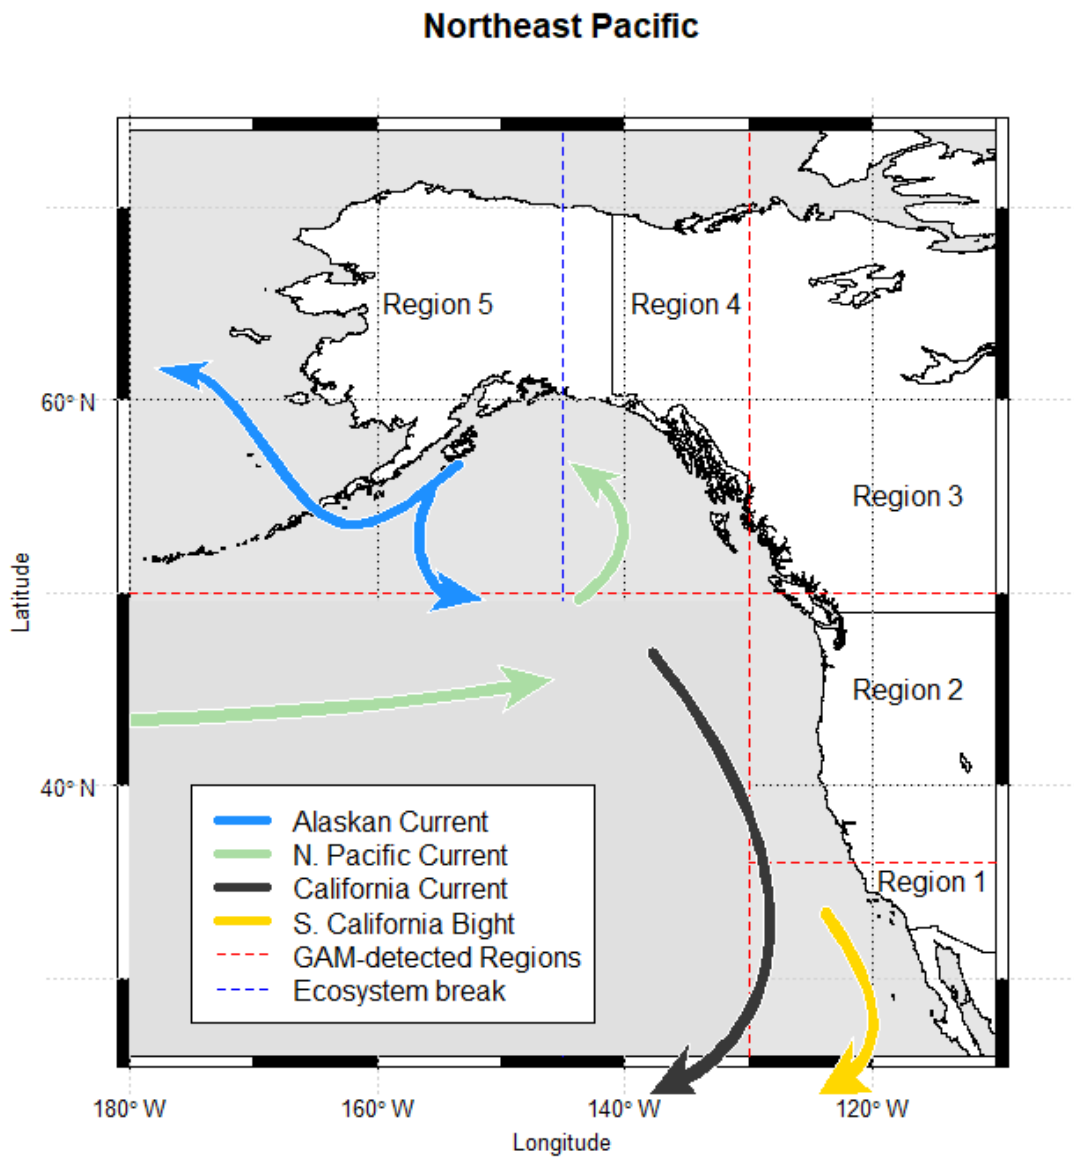 Northeast Pacific
Region 5
Region 4
60° N
Region 3
Latitude
Region 2
40° N
Alaskan Current
N. Pacific Current
California Current
S. California Bight
GAM-detected Regions
Ecosystem break
Region 1
180° W
160° W
140° W
120° W
Longitude